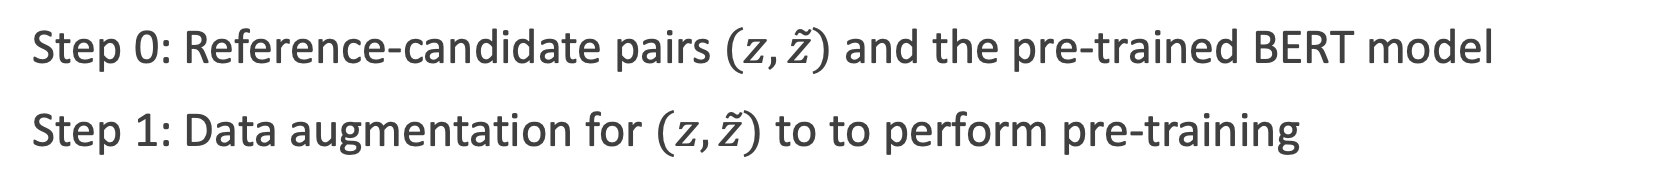 Step 0: Reference-candidate pairs (z, z̃) and the pre-trained BERT model
Step 1: Data augmentation for (z, z̃) to to perform pre-training